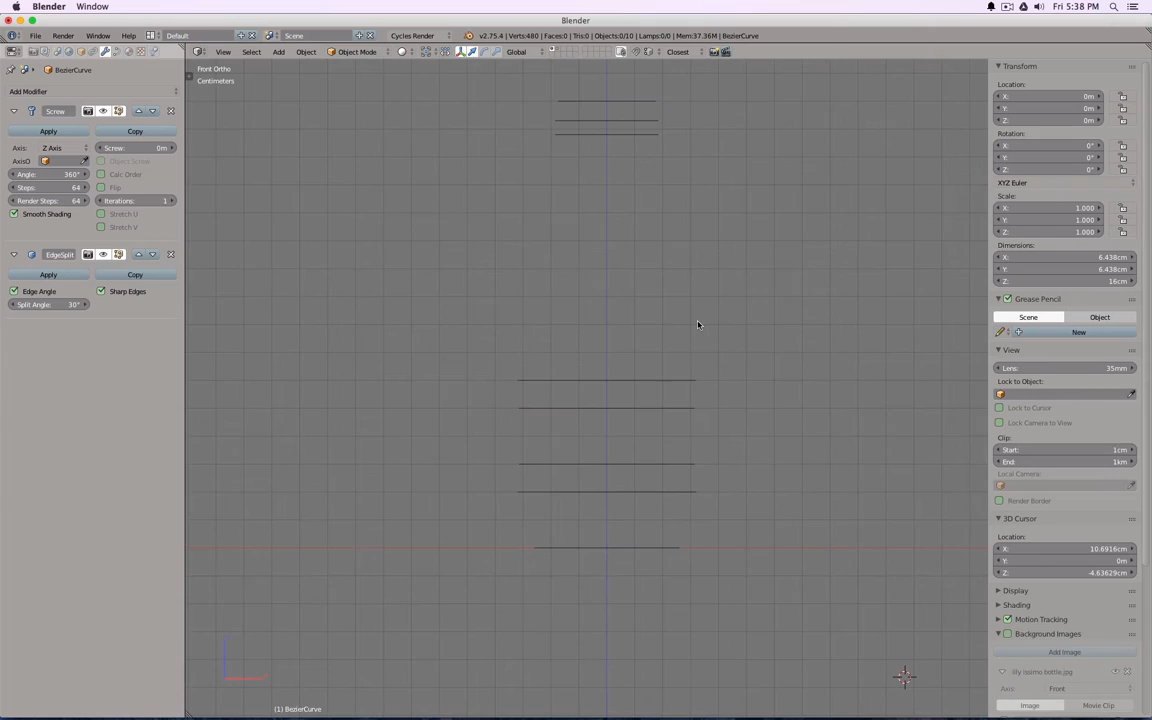 Blender Window Fri 5:38 PM
Blender
File Render Window Help Default Scene Cycles Render v2.75.4 | Verts:480 | Faces:0 | Tris:0 | Objects:0/10 | Lamps:0/0 | Mem:37.36M | BezierCurve
View Select Add Object Object Mode Global Closest
BezierCurve
Add Modifier
Screw
Apply Copy
Axis: Z Axis Screw: 0m
AxisO Object Screw
Angle: 360° Calc Order
Steps: 64 Flip
Render Steps: 64 Iterations: 1
Smooth Shading Stretch U
Stretch V
EdgeSplit
Apply Copy
Edge Angle Sharp Edges
Split Angle: 30°
Front Ortho
Centimeters
(1) BezierCurve
Transform
Location:
X: 0m
Y: 0m
Z: 0m
Rotation:
X: 0°
Y: 0°
Z: 0°
XYZ Euler
Scale:
X: 1.000
Y: 1.000
Z: 1.000
Dimensions:
X: 6.438cm
Y: 6.438cm
Z: 16cm
Grease Pencil
Scene Object
New
View
Lens: 35mm
Lock to Object:
Lock to Cursor
Lock Camera to View
Clip:
Start: 1cm
End: 1km
Local Camera:
Render Border
3D Cursor
Location:
X: 10.6916cm
Y: 0m
Z: -4.63629cm
Display
Shading
Motion Tracking
Background Images
Add Image
illy issimo bottle.jpg
Axis: Front
Image Movie Clip